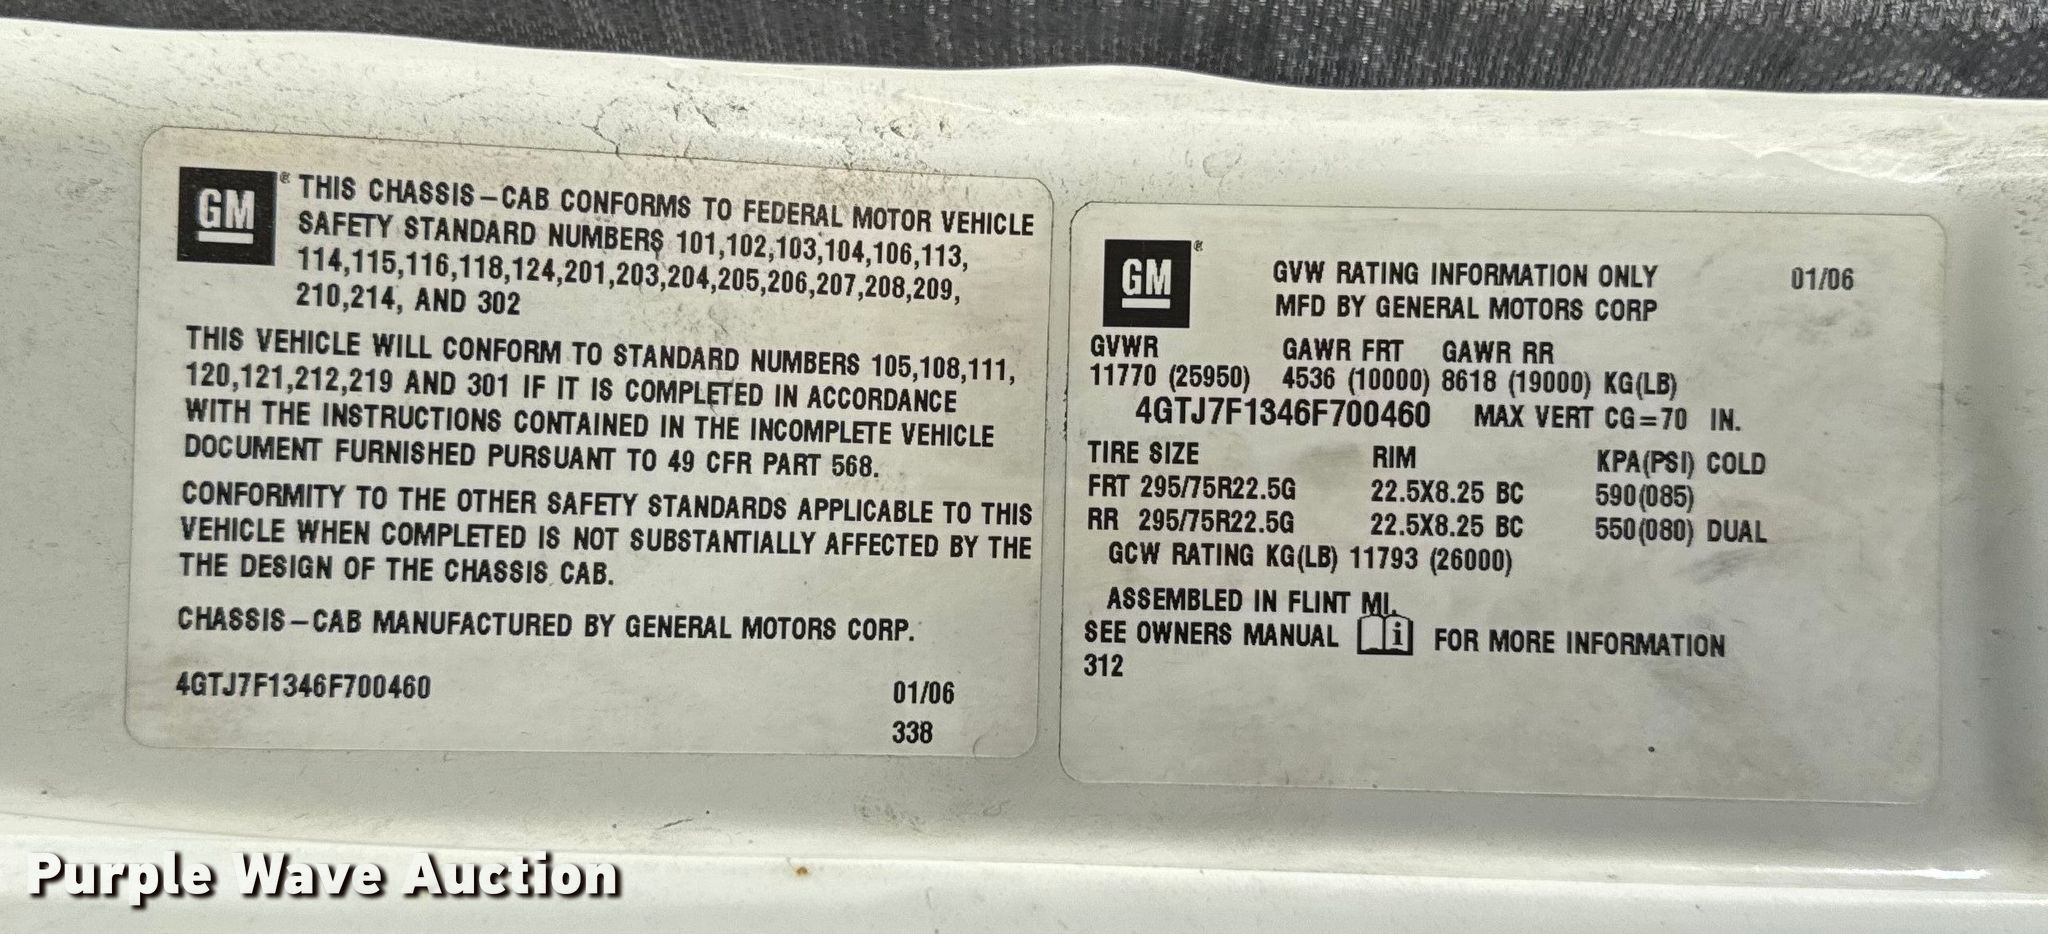 GM® THIS CHASSIS-CAB CONFORMS TO FEDERAL MOTOR VEHICLE
SAFETY STANDARD NUMBERS 101,102,103,104,106,113,
114,115,116,118,124,201,203,204,205,206,207,208,209,
210,214, AND 302
THIS VEHICLE WILL CONFORM TO STANDARD NUMBERS 105,108,111,
120,121,212,219 AND 301 IF IT IS COMPLETED IN ACCORDANCE
WITH THE INSTRUCTIONS CONTAINED IN THE INCOMPLETE VEHICLE
DOCUMENT FURNISHED PURSUANT TO 49 CFR PART 568.
CONFORMITY TO THE OTHER SAFETY STANDARDS APPLICABLE TO THIS
VEHICLE WHEN COMPLETED IS NOT SUBSTANTIALLY AFFECTED BY THE
THE DESIGN OF THE CHASSIS CAB.
CHASSIS-CAB MANUFACTURED BY GENERAL MOTORS CORP.
4GTJ7F1346F700460 01/06
338
GM® GVW RATING INFORMATION ONLY 01/06
MFD BY GENERAL MOTORS CORP
GVWR GAWR FRT GAWR RR
11770 (25950) 4536 (10000) 8618 (19000) KG(LB)
4GTJ7F1346F700460 MAX VERT CG=70 IN.
TIRE SIZE RIM KPA(PSI) COLD
FRT 295/75R22.5G 22.5X8.25 BC 590(085)
RR 295/75R22.5G 22.5X8.25 BC 550(080) DUAL
GCW RATING KG(LB) 11793 (26000)
ASSEMBLED IN FLINT MI.
SEE OWNERS MANUAL i FOR MORE INFORMATION
312
Purple Wave Auction